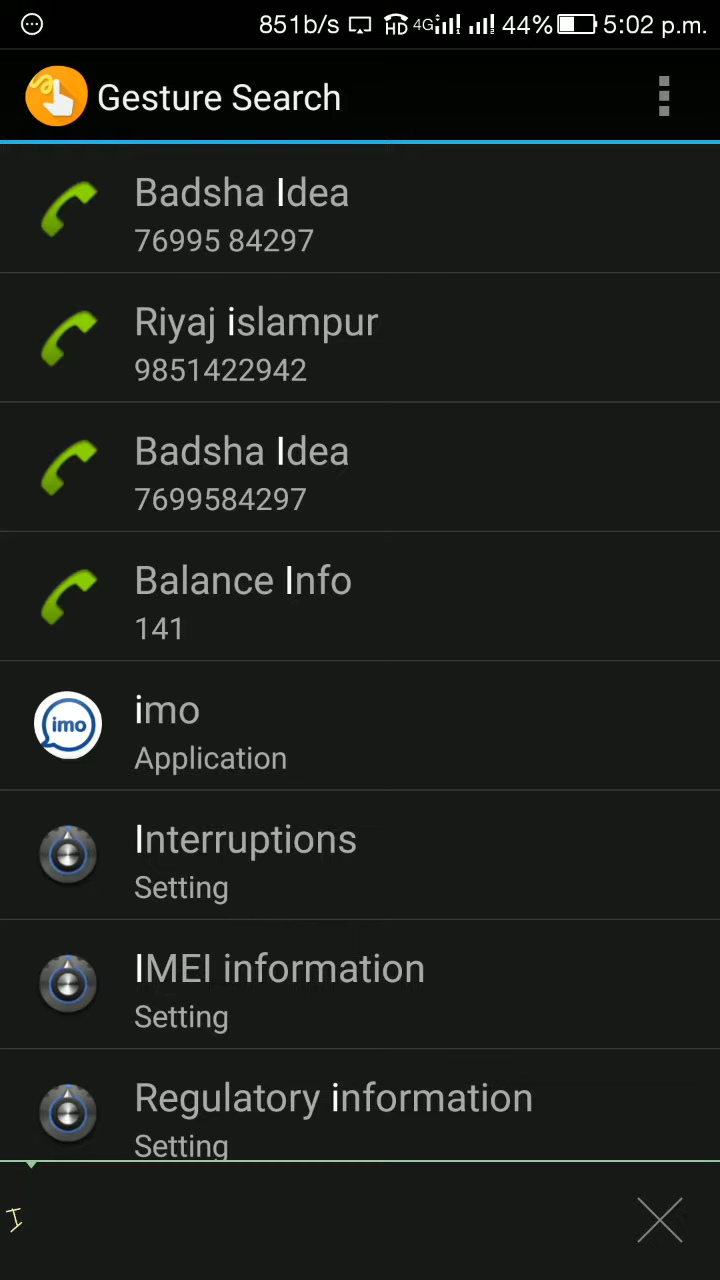 851b/s HD 4G 44% 5:02 p.m.
Gesture Search
Badsha Idea
76995 84297
Riyaj islampur
9851422942
Badsha Idea
7699584297
Balance Info
141
imo
imo
Application
Interruptions
Setting
IMEI information
Setting
Regulatory information
Setting
I